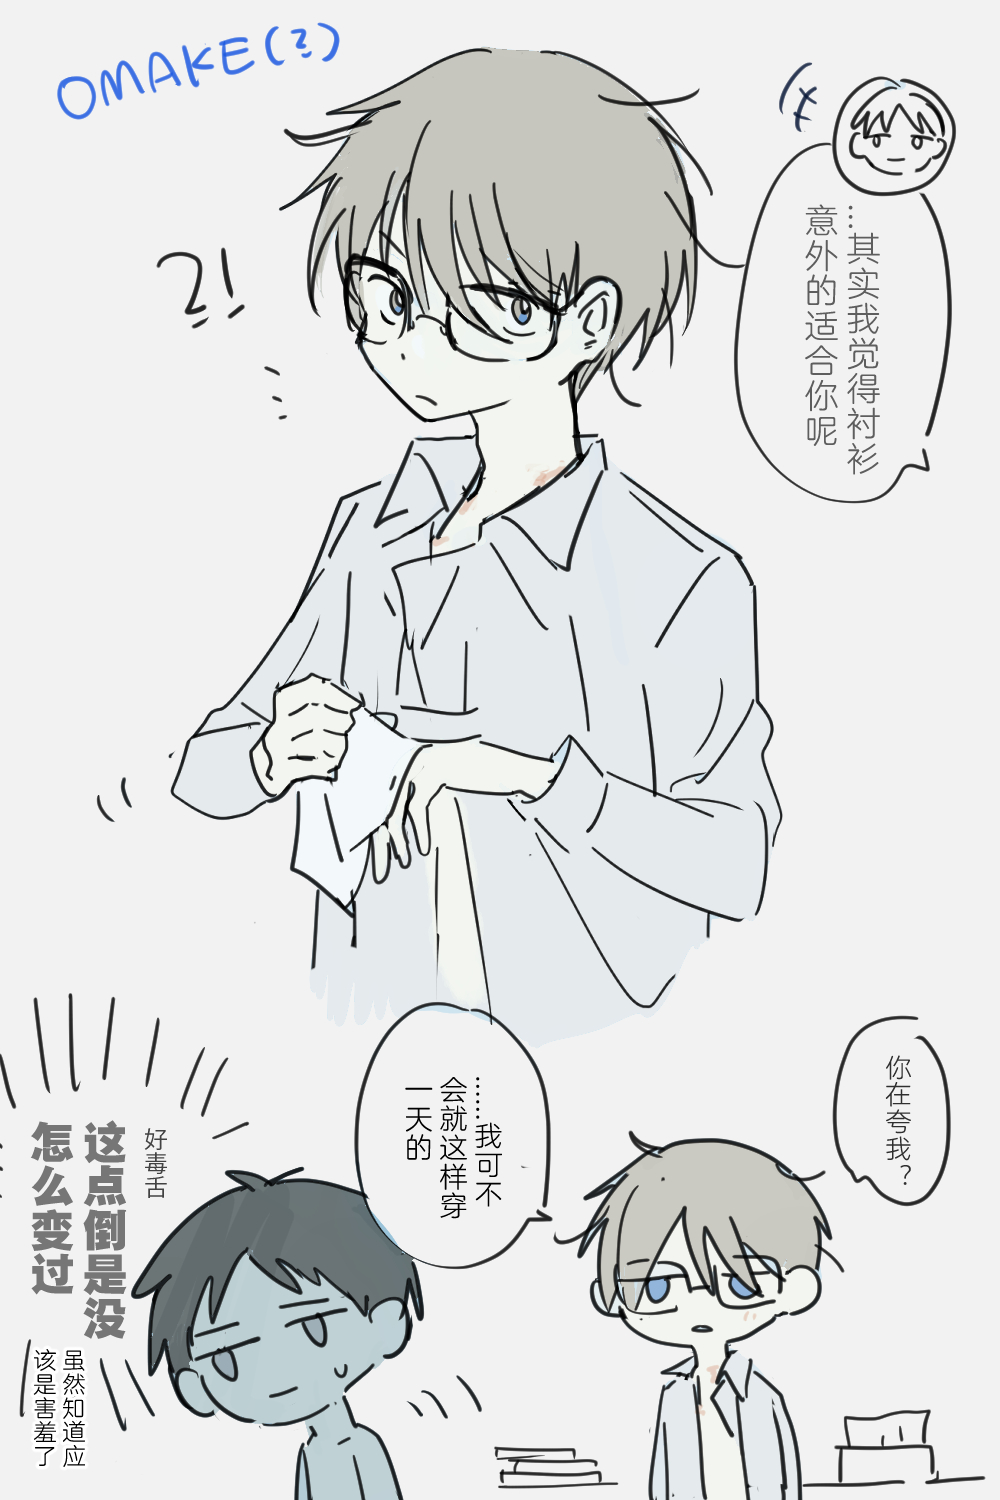 OMAKE(?)
?!
…其实我觉得衬衫
意外的适合你呢
你在夸我？
……我可不
会就这样穿
一天的
好毒舌
这点倒是没
怎么变过
虽然知道应
该是害羞了